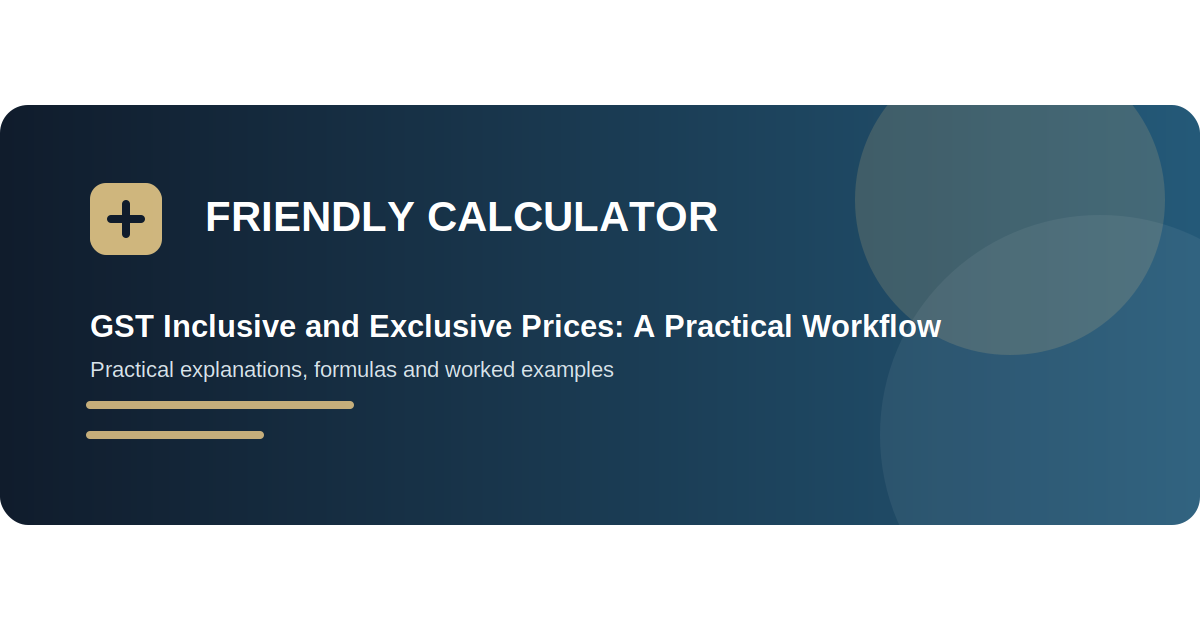 FRIENDLY CALCULATOR
GST Inclusive and Exclusive Prices: A Practical Workflow
Practical explanations, formulas and worked examples